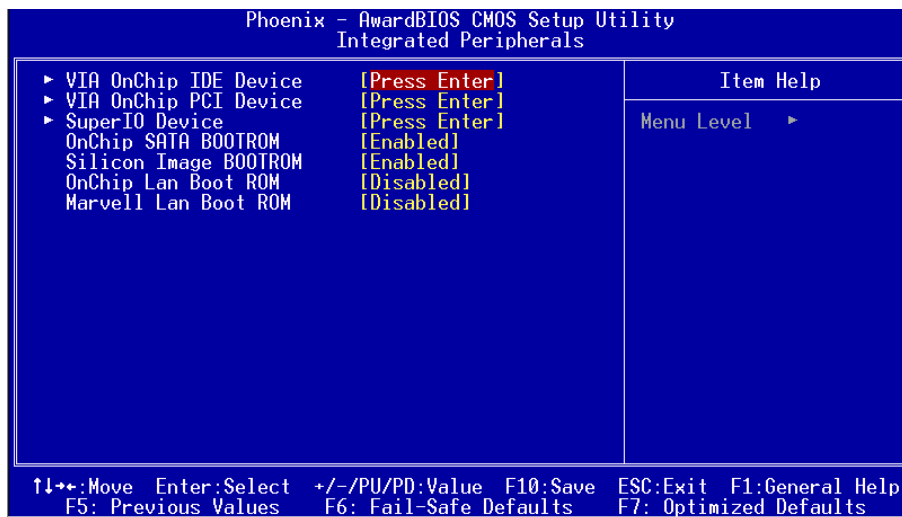 Phoenix - AwardBIOS CMOS Setup Utility
Integrated Peripherals
► VIA OnChip IDE Device [Press Enter]
► VIA OnChip PCI Device [Press Enter]
► SuperIO Device [Press Enter]
OnChip SATA BOOTROM [Enabled]
Silicon Image BOOTROM [Enabled]
OnChip Lan Boot ROM [Disabled]
Marvell Lan Boot ROM [Disabled]
Item Help
Menu Level ►
↑↓→←:Move Enter:Select +/-/PU/PD:Value F10:Save ESC:Exit F1:General Help
F5: Previous Values F6: Fail-Safe Defaults F7: Optimized Defaults